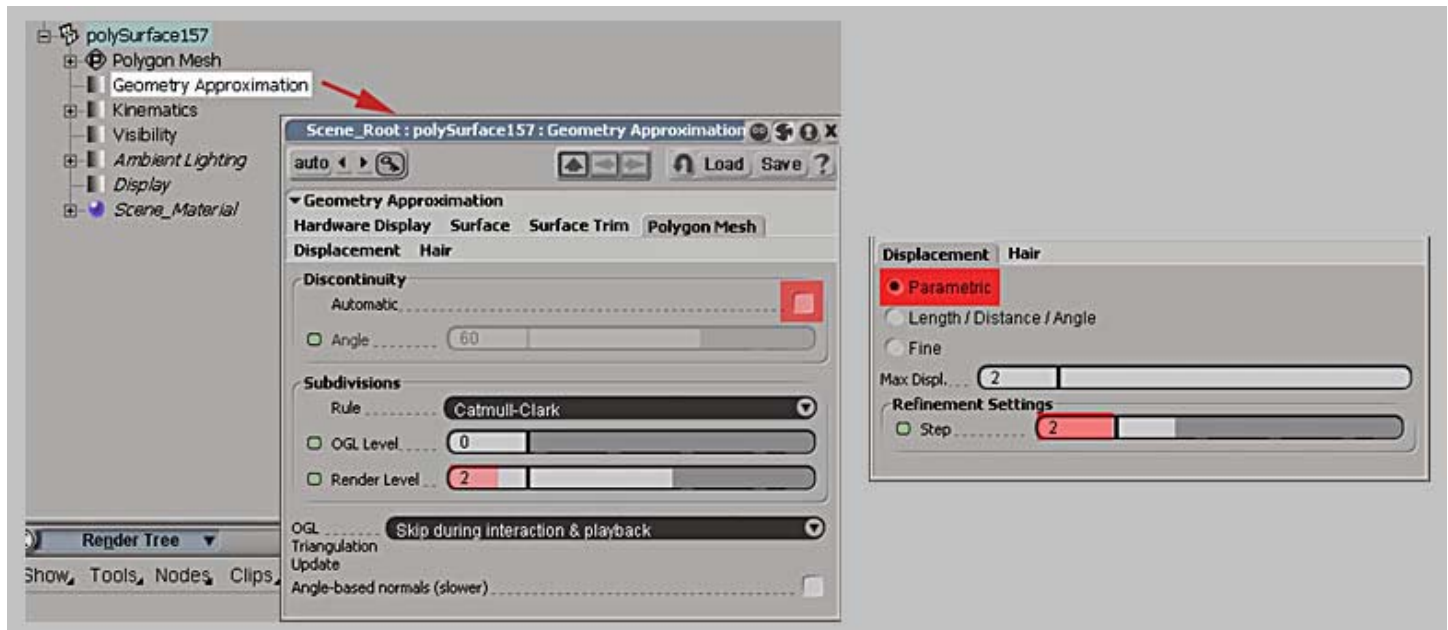 polySurface157
Polygon Mesh
Geometry Approximation
Kinematics
Visibility
Ambient Lighting
Display
Scene_Material
Scene_Root : polySurface157 : Geometry Approximation
auto
Load Save ?
Geometry Approximation
Hardware Display Surface Surface Trim Polygon Mesh
Displacement Hair
Discontinuity
Automatic
Angle 60
Subdivisions
Rule Catmull-Clark
OGL Level 0
Render Level 2
OGL Skip during interaction & playback
Triangulation
Update
Angle-based normals (slower)
Render Tree
Show Tools Nodes Clips
Displacement Hair
Parametric
Length / Distance / Angle
Fine
Max Displ. 2
Refinement Settings
Step 2